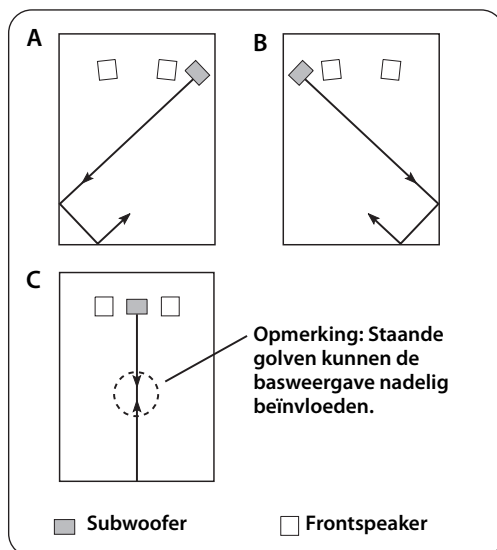 A
B
C
Opmerking: Staande
golven kunnen de
basweergave nadelig
beïnvloeden.
Subwoofer
Frontspeaker